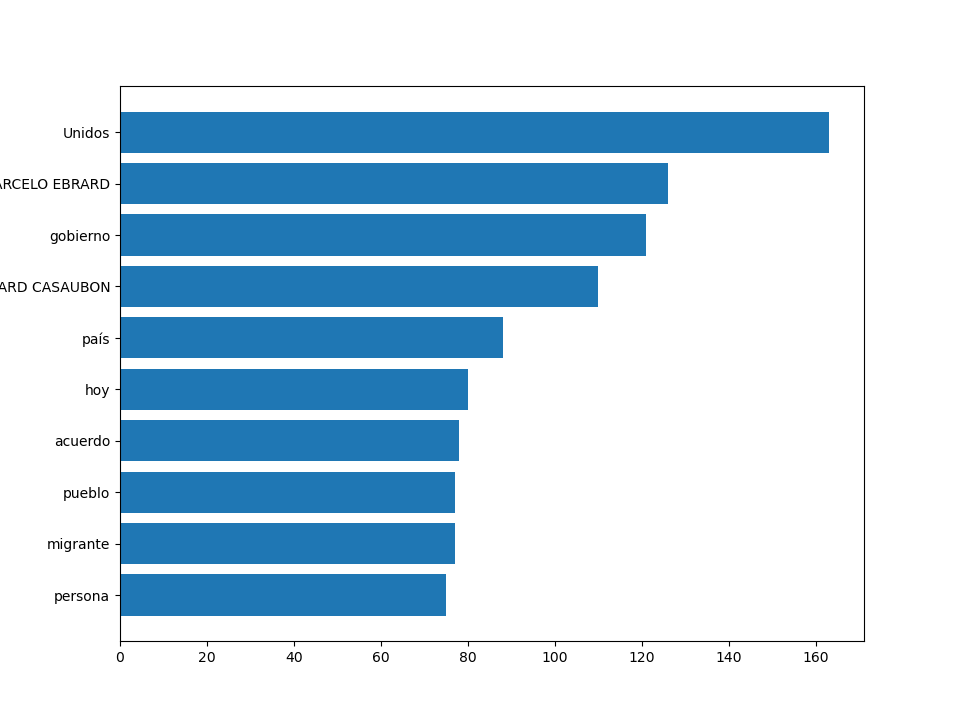 Unidos
ARCELO EBRARD
gobierno
ARD CASAUBON
país
hoy
acuerdo
pueblo
migrante
persona
0 20 40 60 80 100 120 140 160